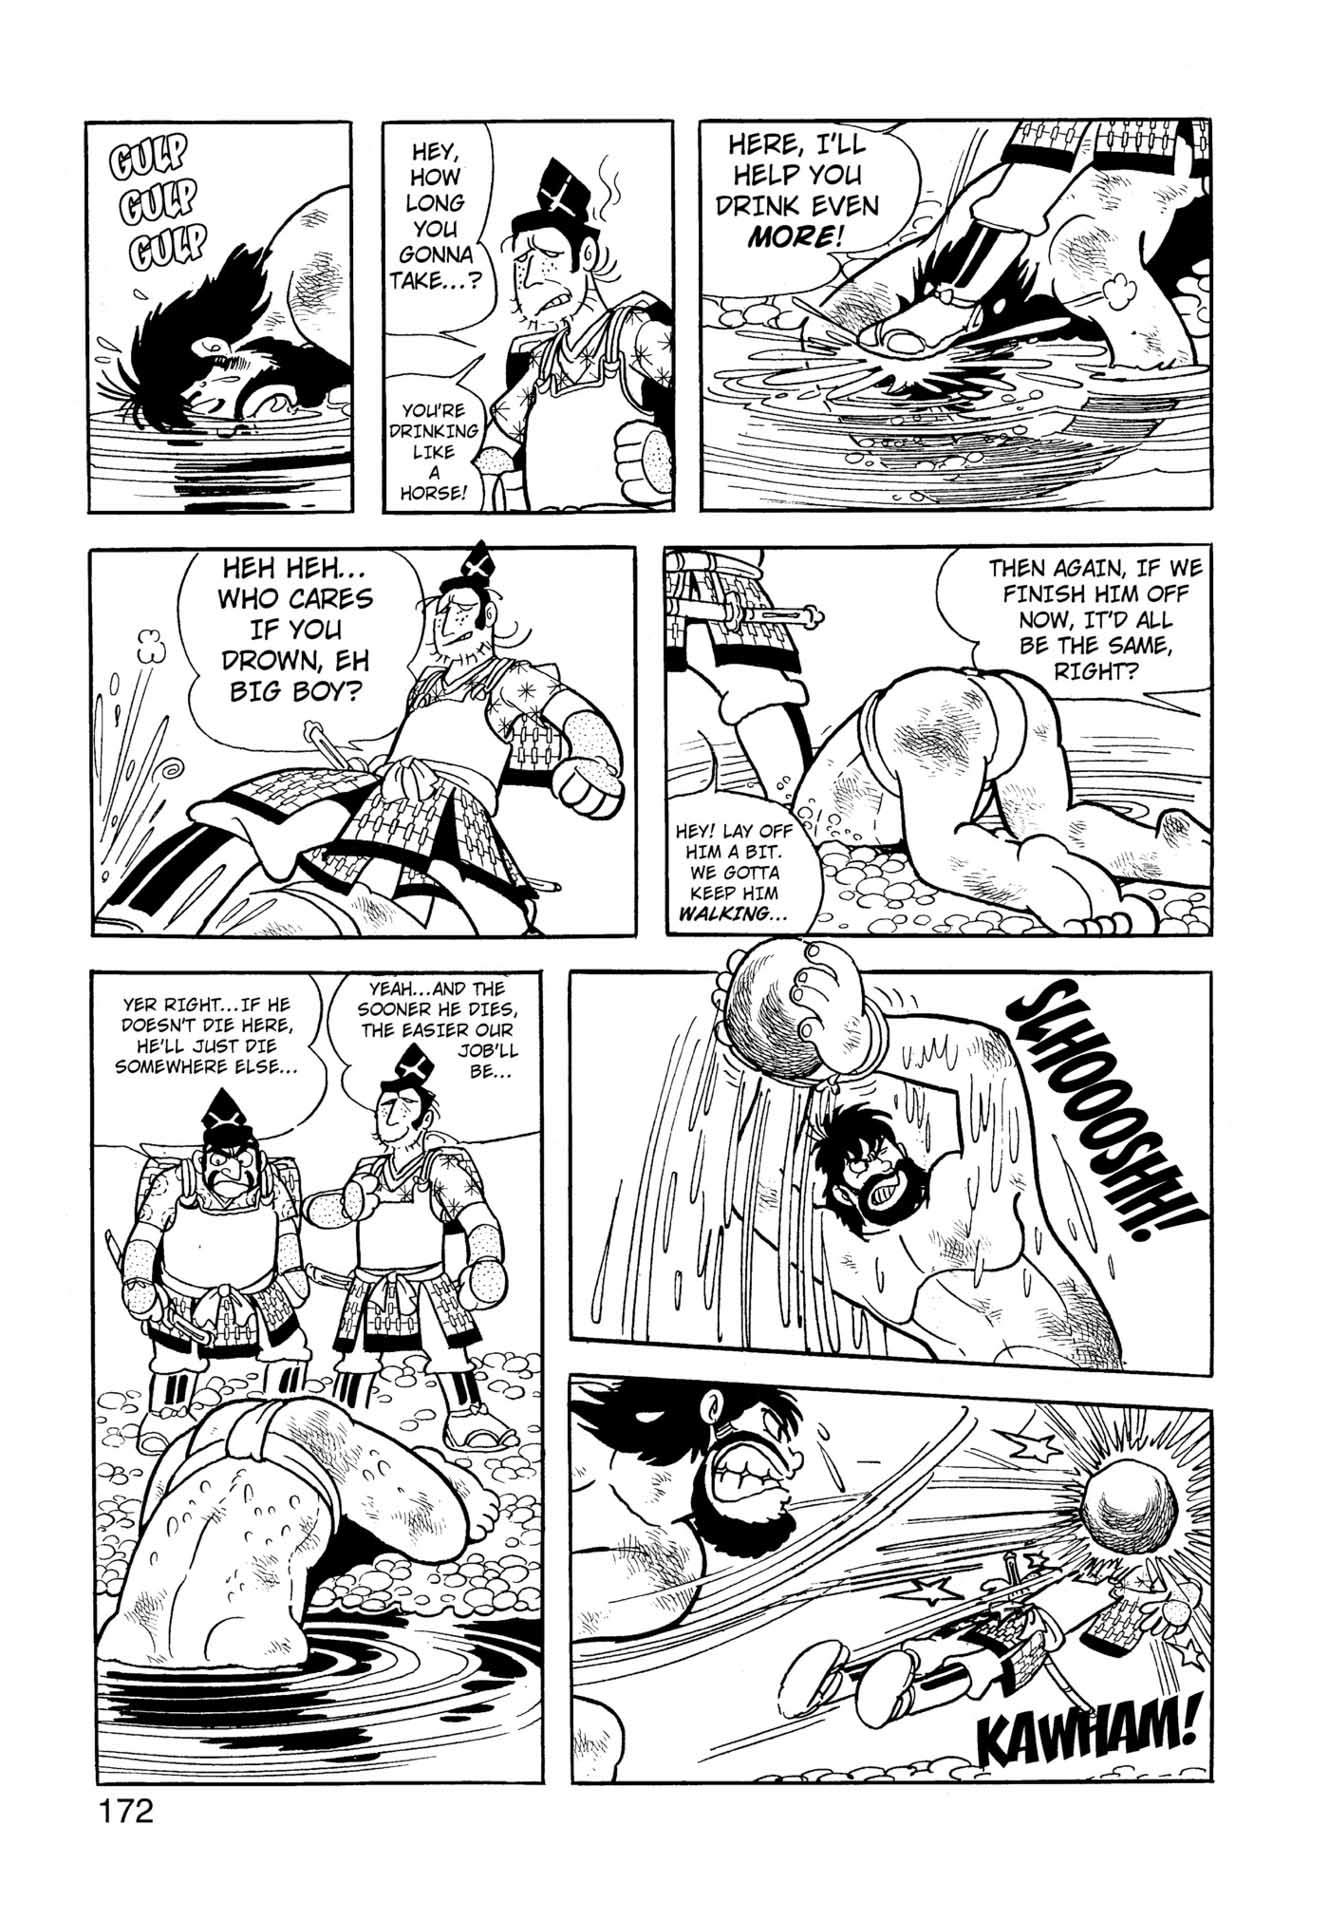 GULP
GULP
GULP
HEY,
HOW
LONG
YOU
GONNA
TAKE...?
YOU'RE
DRINKING
LIKE
A
HORSE!
HERE, I'LL
HELP YOU
DRINK EVEN
MORE!
HEH HEH...
WHO CARES
IF YOU
DROWN, EH
BIG BOY?
THEN AGAIN, IF WE
FINISH HIM OFF
NOW, IT'D ALL
BE THE SAME,
RIGHT?
HEY! LAY OFF
HIM A BIT.
WE GOTTA
KEEP HIM
WALKING...
YER RIGHT...IF HE
DOESN'T DIE HERE,
HE'LL JUST DIE
SOMEWHERE ELSE...
YEAH...AND THE
SOONER HE DIES,
THE EASIER OUR
JOB'LL
BE...
SCHOOOSHH!
KAWHAM!
172